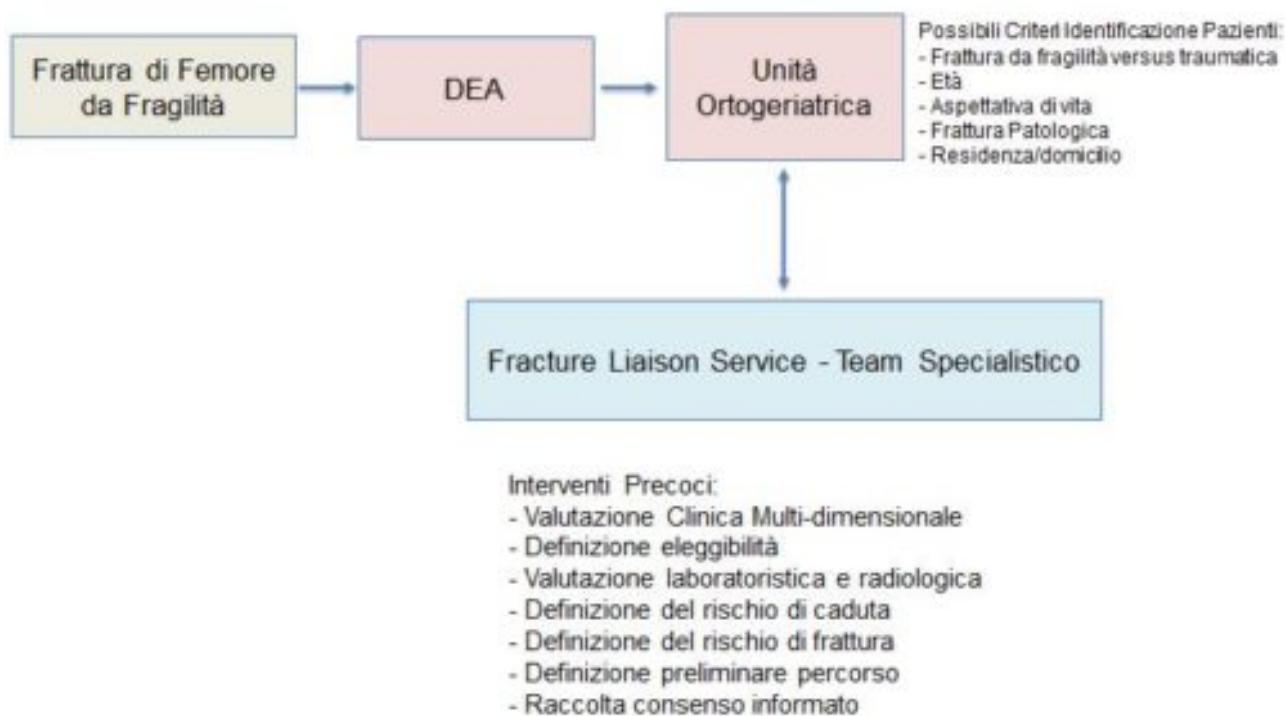 Frattura di Femore
da Fragilità
DEA
Unità
Ortogeriatrica
Possibili Criteri Identificazione Pazienti:
- Frattura da fragilità versus traumatica
- Età
- Aspettativa di vita
- Frattura Patologica
- Residenza/domicilio
Fracture Liaison Service - Team Specialistico
Interventi Precoci:
- Valutazione Clinica Multi-dimensionale
- Definizione eleggibilità
- Valutazione laboratoristica e radiologica
- Definizione del rischio di caduta
- Definizione del rischio di frattura
- Definizione preliminare percorso
- Raccolta consenso informato